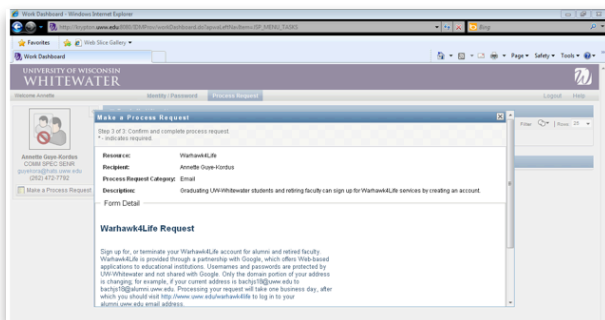 Work Dashboard - Windows Internet Explorer
Bing
Favorites Web Slice Gallery
Work Dashboard
Page Safety Tools
UNIVERSITY OF WISCONSIN
WHITEWATER
Welcome Annette Identity / Password Process Request Logout Help
Make a Process Request
Filter: Rows: 25
Step 3 of 3: Confirm and complete process request.
* - indicates required.
Resource: Warhawk4Life
Recipient: Annette Guye-Kordus
Process Request Category: Email
Description: Graduating UW-Whitewater students and retiring faculty can sign up for Warhawk4Life services by creating an account.
Form Detail
Annette Guye-Kordus
COMM SPEC SENR
(262) 472-7792
Make a Process Request
Warhawk4Life Request
Sign up for, or terminate your Warhawk4Life account for alumni and retired faculty.
Warhawk4Life is provided through a partnership with Google, which offers Web-based
applications to educational institutions. Usernames and passwords are protected by
UW-Whitewater and not shared with Google. Only the domain portion of your address
is changing; for example, if your current address is bachjs18@uww.edu to
bachjs18@alumni.uww.edu. Processing your request will take one business day, after
which you should visit http://www.uww.edu/warhawk4life to log in to your
alumni.uww.edu email address.